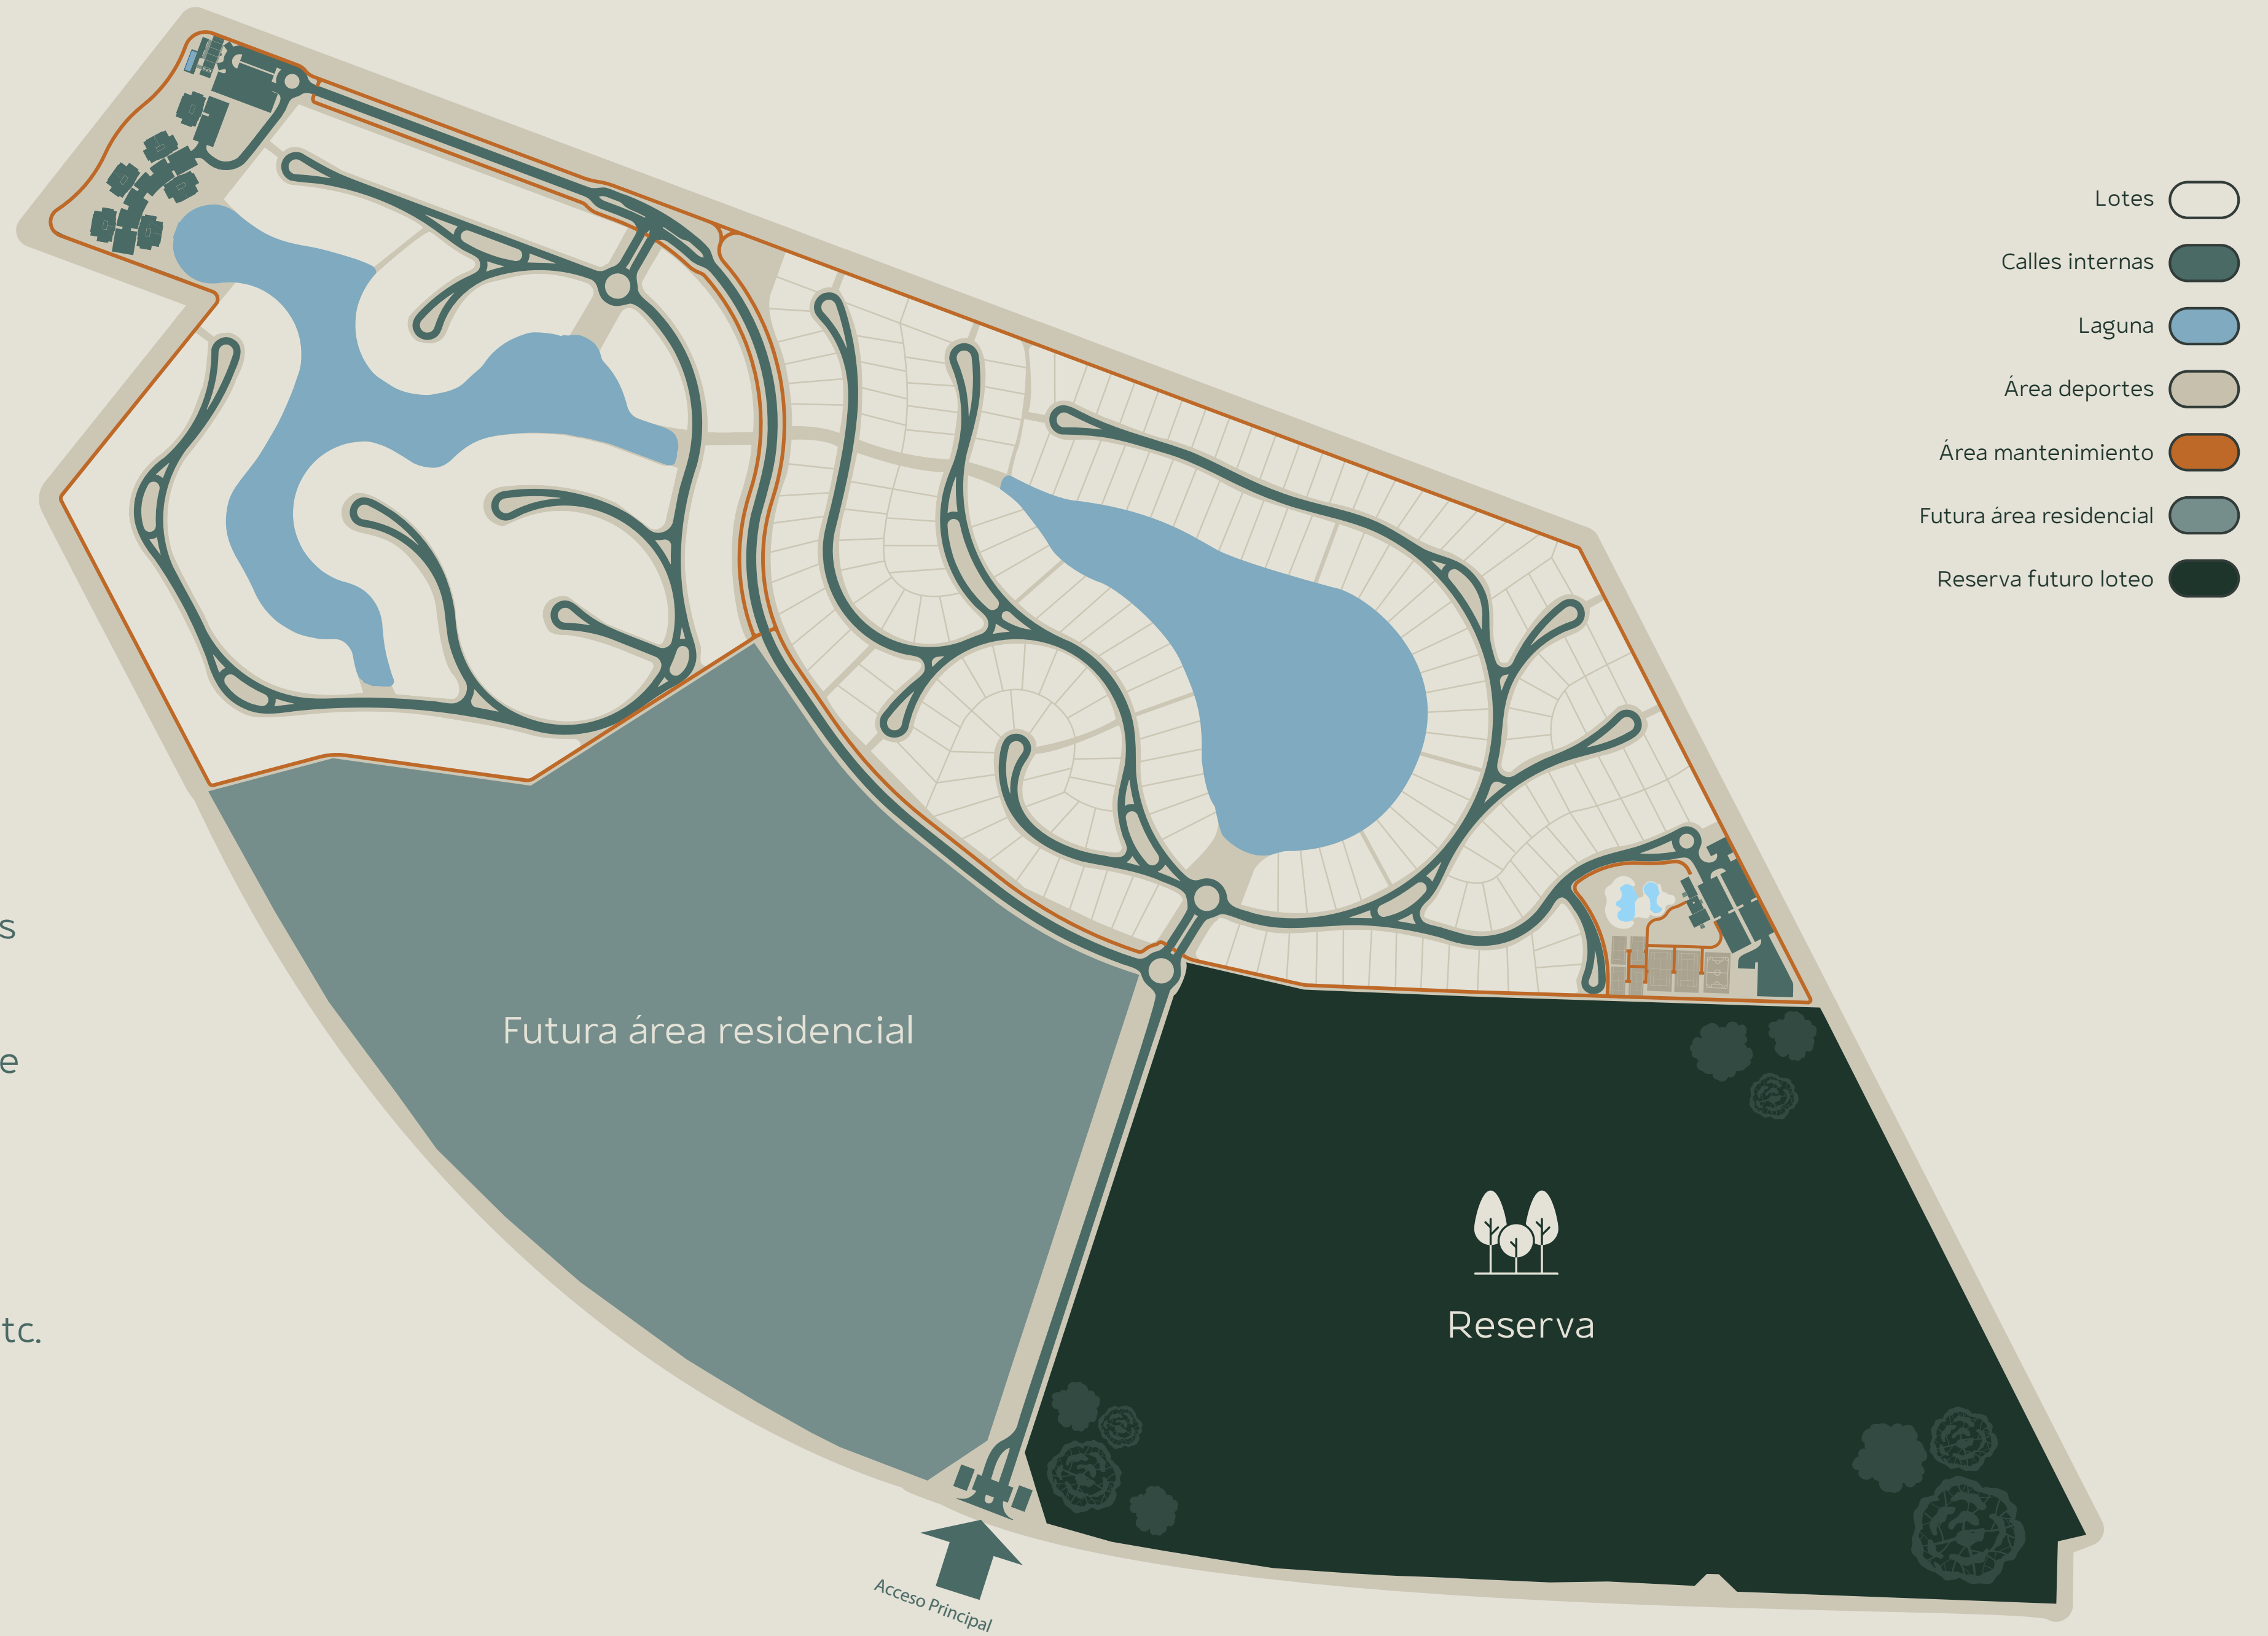 Lotes
Calles internas
Laguna
Área deportes
Área mantenimiento
Futura área residencial
Reserva futuro loteo
s
e
tc.
Futura área residencial
Reserva
Acceso Principal